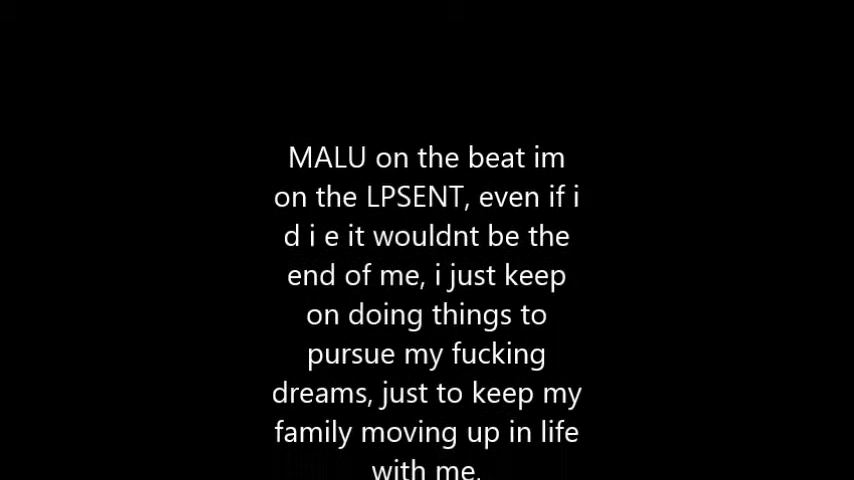 MALU on the beat im
on the LPSENT, even if i
d i e it wouldnt be the
end of me, i just keep
on doing things to
pursue my fucking
dreams, just to keep my
family moving up in life
with me.